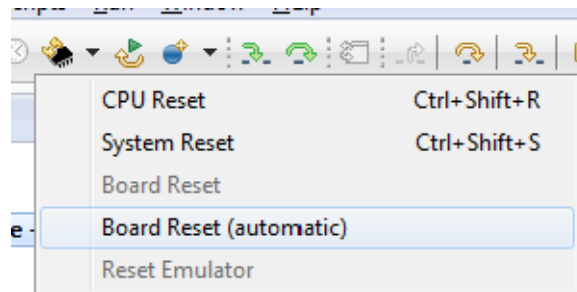 CPU Reset Ctrl+Shift+R
System Reset Ctrl+Shift+S
Board Reset
e -
Board Reset (automatic)
Reset Emulator